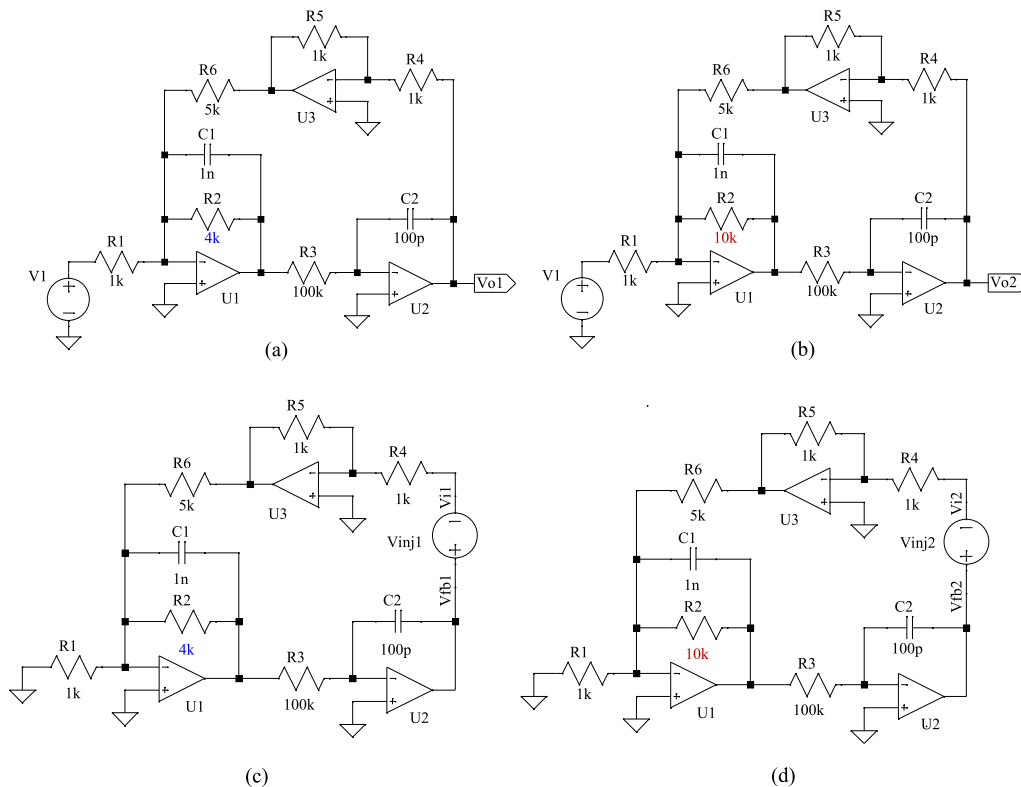 R5
1k
R4
1k
R6
5k
U3
C1
1n
R2
4k
C2
100p
R1
1k
V1
U1
R3
100k
U2
Vo1
(a)
R5
1k
R4
1k
R6
5k
U3
C1
1n
R2
10k
C2
100p
R1
1k
V1
U1
R3
100k
U2
Vo2
(b)
R5
1k
R4
1k
R6
5k
U3
Vi1
Vinj1
Vfb1
C1
1n
R2
4k
C2
100p
R1
1k
U1
R3
100k
U2
(c)
R5
1k
R4
1k
R6
5k
U3
Vi2
Vinj2
Vfb2
C1
1n
R2
10k
C2
100p
R1
1k
U1
R3
100k
U2
(d)